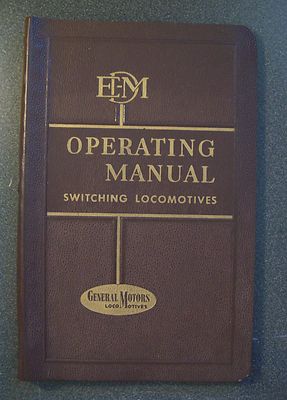 EMD
OPERATING
MANUAL
SWITCHING LOCOMOTIVES
GENERAL MOTORS
LOCOMOTIVES